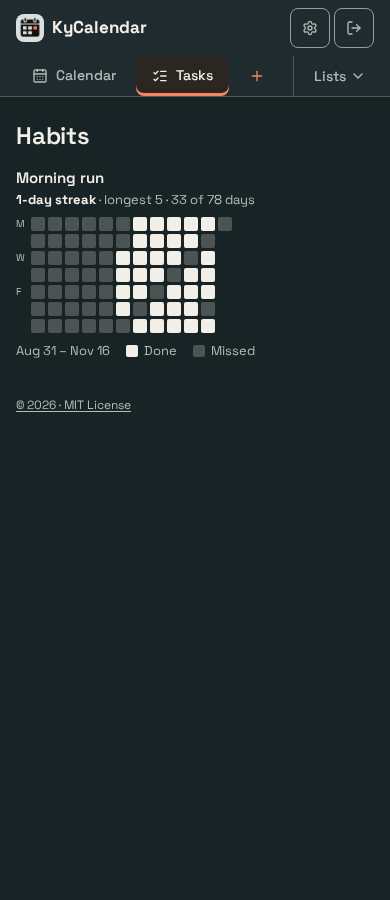 KyCalendar
Calendar
Tasks
+
Lists
Habits
Morning run
1-day streak · longest 5 · 33 of 78 days
M
W
F
Aug 31 – Nov 16
Done
Missed
© 2026 · MIT License